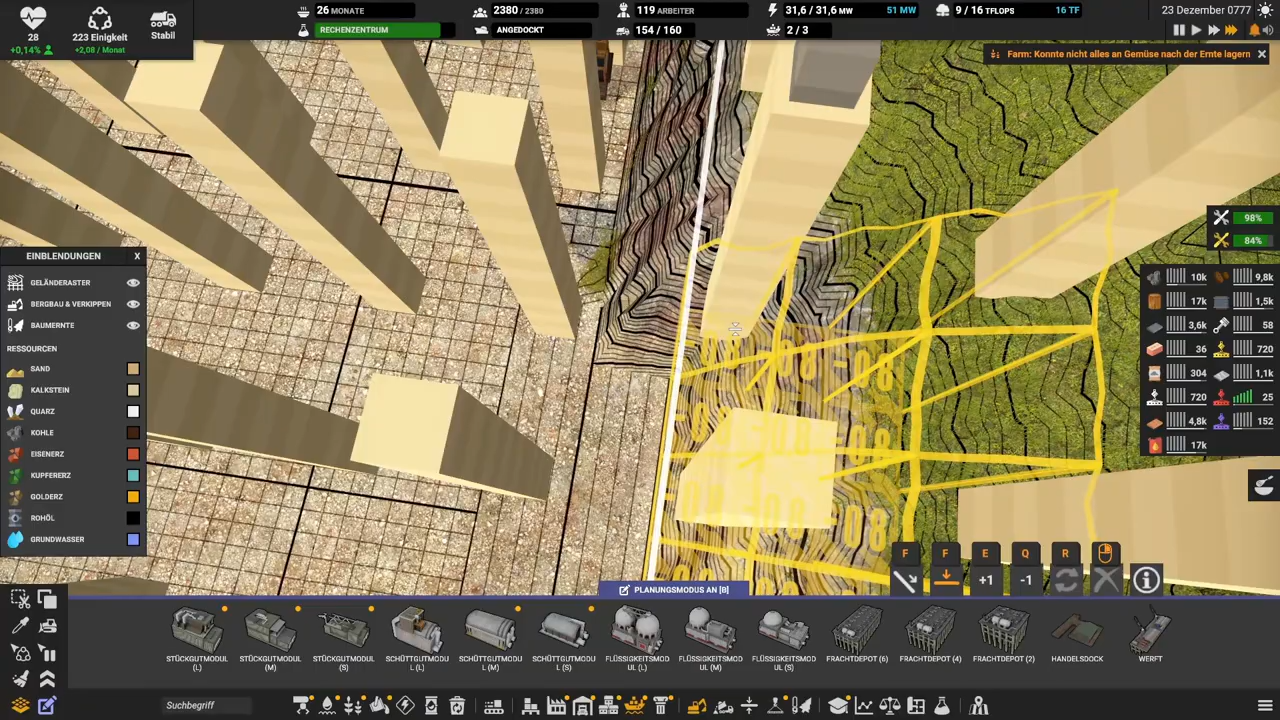 28
+0,14%
223 Einigkeit
+2,08 / Monat
Stabil
26 MONATE
RECHENZENTRUM
2380 / 2380
ANGEDOCKT
119 ARBEITER
154 / 160
31,6 / 31,6 MW
51 MW
2 / 3
9 / 16 TFLOPS
16 TF
23 Dezember 0777
Farm: Konnte nicht alles an Gemüse nach der Ernte lagern X
98%
84%
EINBLENDUNGEN X
GELÄNDERASTER
BERGBAU & VERKIPPEN
BAUMERNTE
RESSOURCEN
SAND
KALKSTEIN
QUARZ
KOHLE
EISENERZ
KUPFERERZ
GOLDERZ
ROHÖL
GRUNDWASSER
10k 9,8k
17k 1,5k
3,6k 58
36 720
304 1,1k
720 25
4,8k 152
17k
F F E Q R
+1 -1
PLANUNGSMODUS AN [B]
STÜCKGUTMODUL (L)
STÜCKGUTMODUL (M)
STÜCKGUTMODUL (S)
SCHÜTTGUTMODUL (L)
SCHÜTTGUTMODUL (M)
SCHÜTTGUTMODUL (S)
FLÜSSIGKEITSMODUL (L)
FLÜSSIGKEITSMODUL (M)
FLÜSSIGKEITSMODUL (S)
FRACHTDEPOT (6)
FRACHTDEPOT (4)
FRACHTDEPOT (2)
HANDELSDOCK
WERFT
Suchbegriff